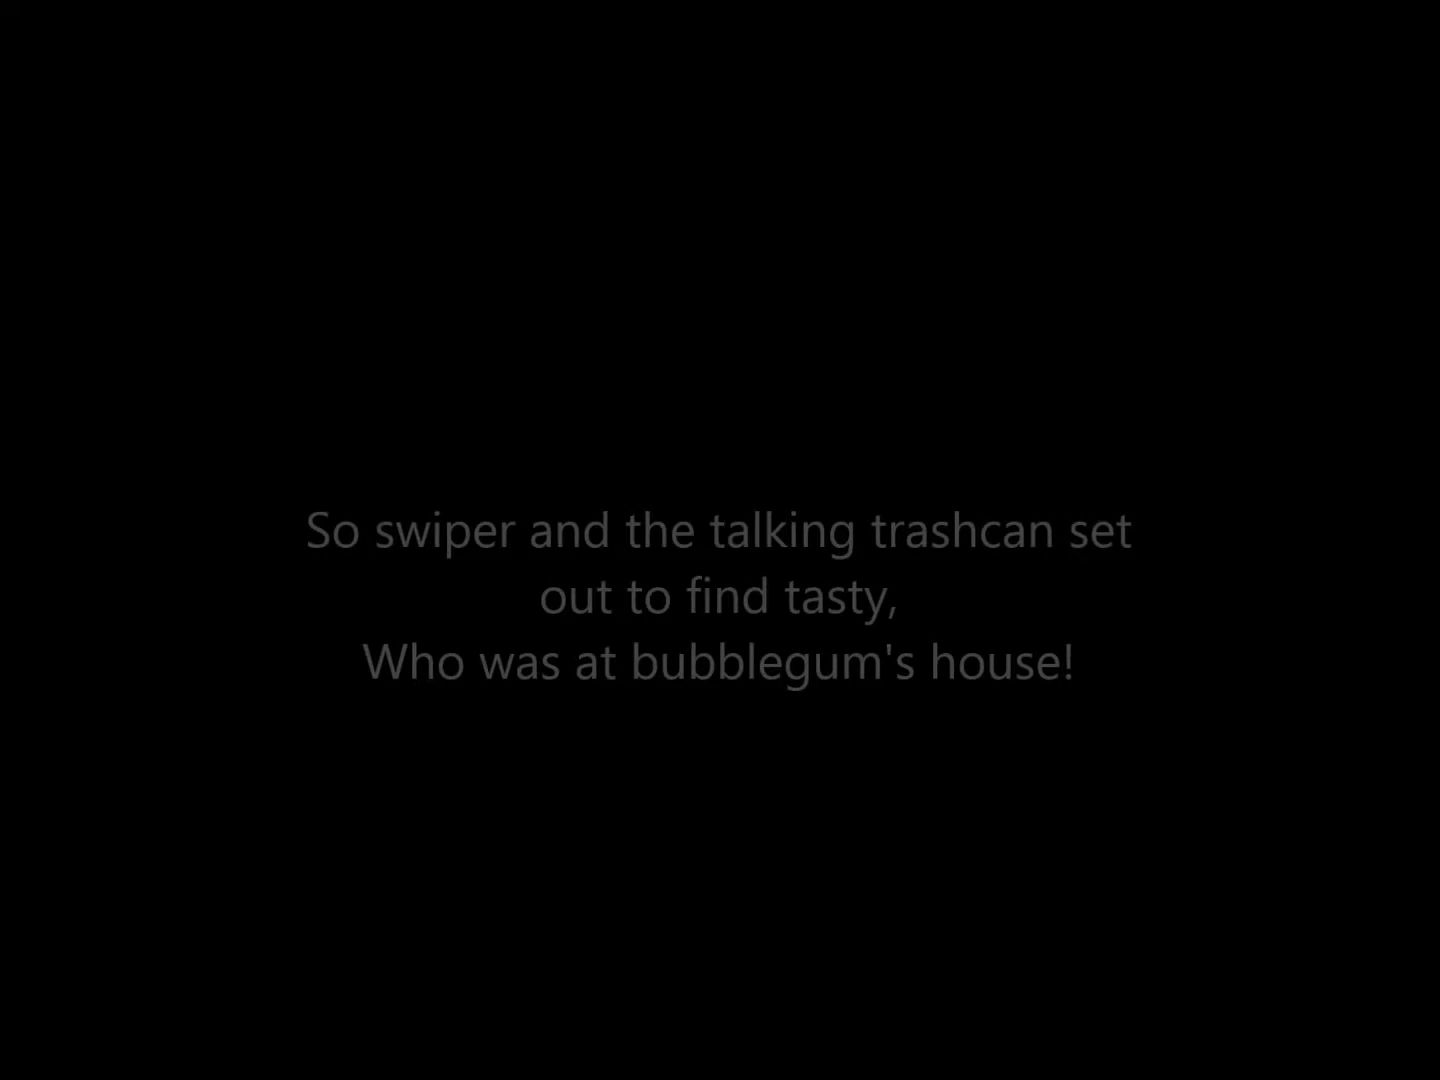 So swiper and the talking trashcan set
out to find tasty,
Who was at bubblegum's house!